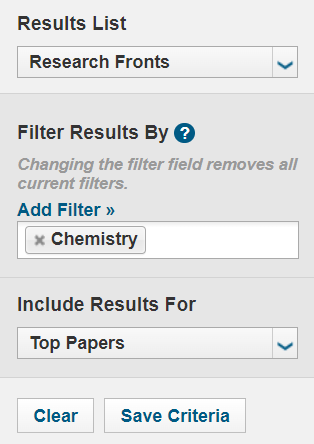 Results List
Research Fronts
Filter Results By ?
Changing the filter field removes all
current filters.
Add Filter »
× Chemistry
Include Results For
Top Papers
Clear Save Criteria